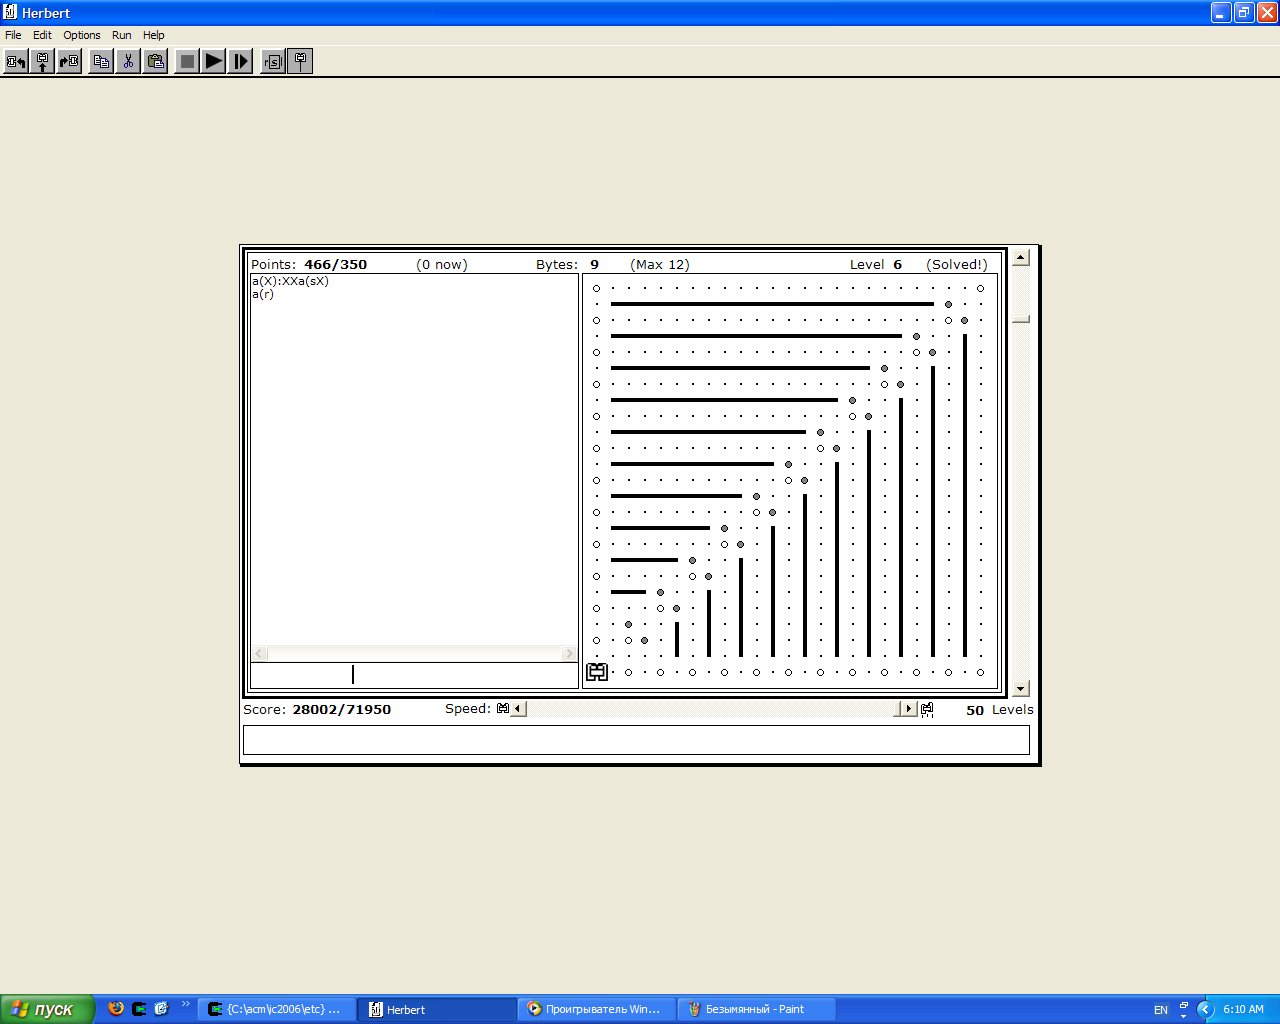 Herbert
File Edit Options Run Help
Points: 466/350 (0 now) Bytes: 9 (Max 12) Level 6 (Solved!)
a(X):XXa(sX)
a(r)
Score: 28002/71950 Speed: 50 Levels
пуск {C:\acm\ic2006\etc} ... Herbert Проигрыватель Win... Безымянный - Paint EN 6:10 AM